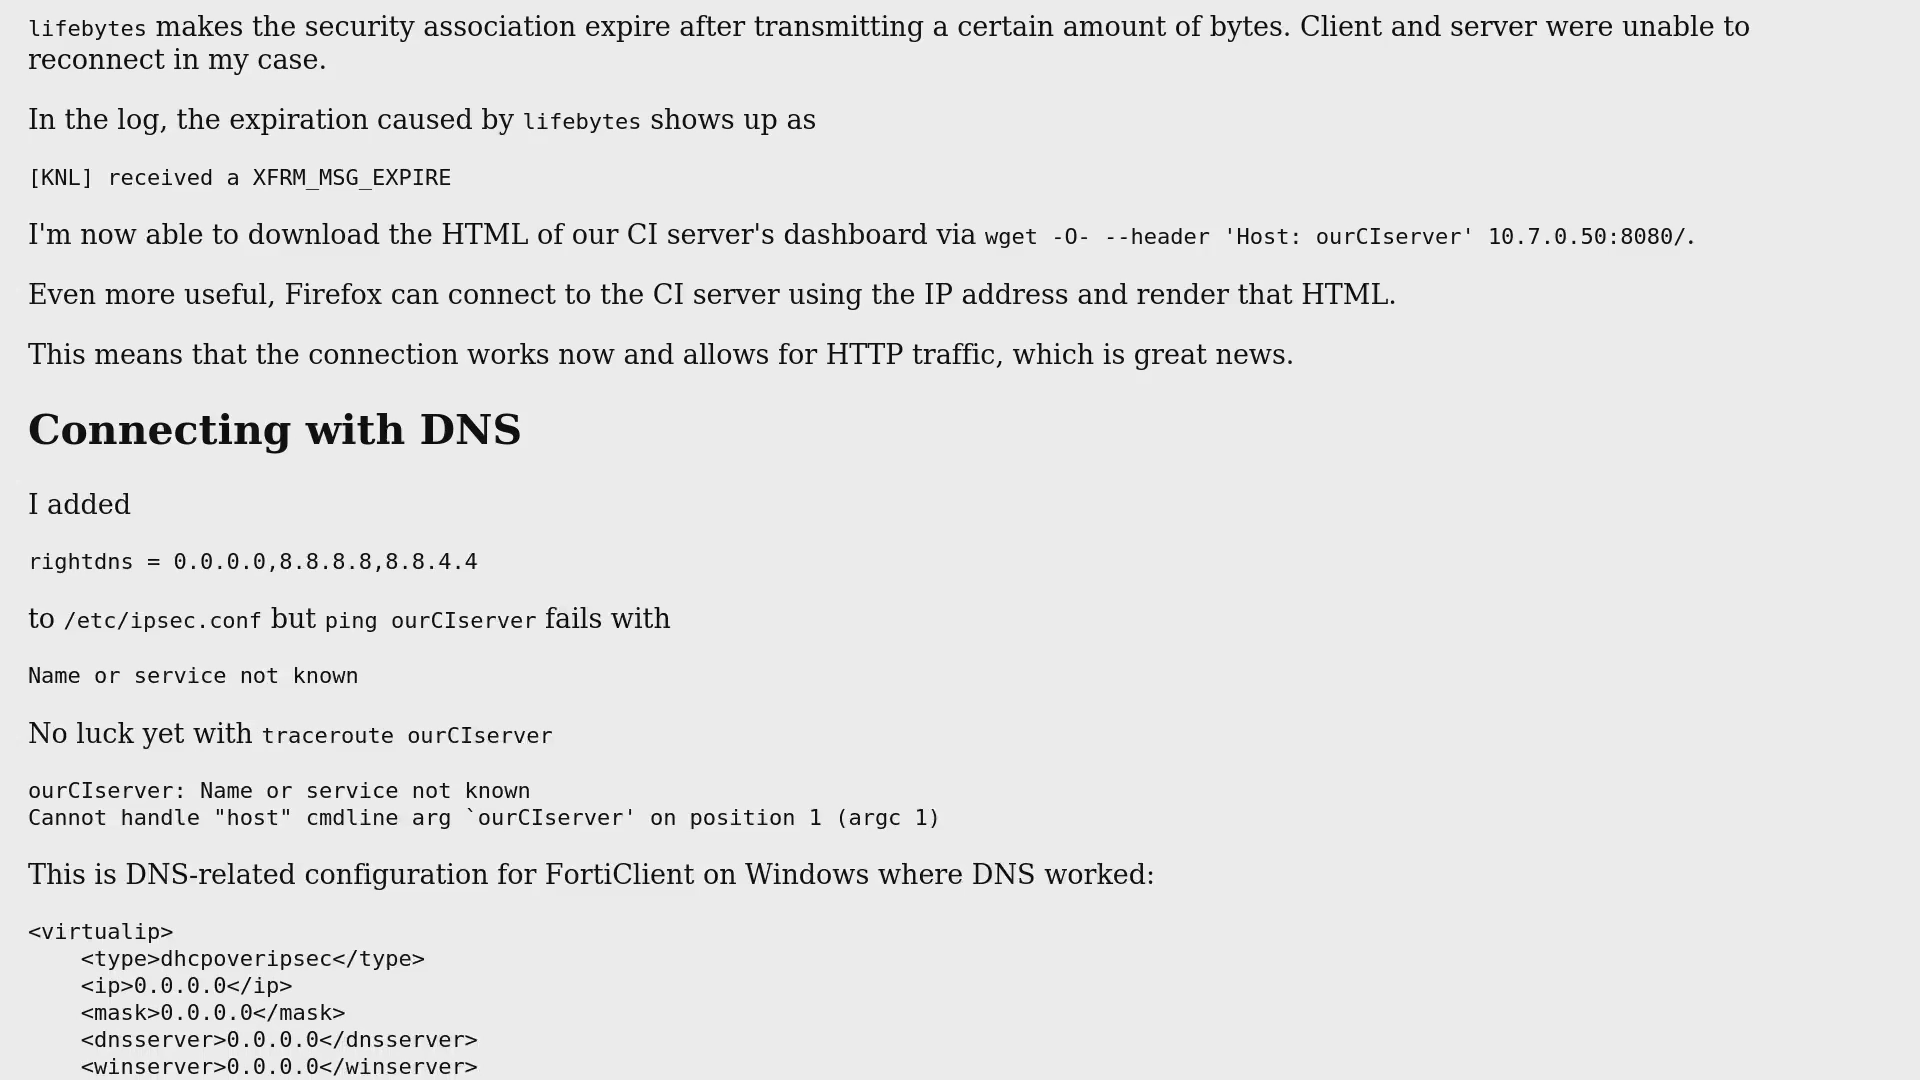 lifebytes makes the security association expire after transmitting a certain amount of bytes. Client and server were unable to
reconnect in my case.
In the log, the expiration caused by lifebytes shows up as
[KNL] received a XFRM_MSG_EXPIRE
I'm now able to download the HTML of our CI server's dashboard via wget -O- --header 'Host: ourCIserver' 10.7.0.50:8080/.
Even more useful, Firefox can connect to the CI server using the IP address and render that HTML.
This means that the connection works now and allows for HTTP traffic, which is great news.
Connecting with DNS
I added
rightdns = 0.0.0.0,8.8.8.8,8.8.4.4
to /etc/ipsec.conf but ping ourCIserver fails with
Name or service not known
No luck yet with traceroute ourCIserver
ourCIserver: Name or service not known
Cannot handle "host" cmdline arg `ourCIserver' on position 1 (argc 1)
This is DNS-related configuration for FortiClient on Windows where DNS worked:
<virtualip>
    <type>dhcpoveripsec</type>
    <ip>0.0.0.0</ip>
    <mask>0.0.0.0</mask>
    <dnsserver>0.0.0.0</dnsserver>
    <winserver>0.0.0.0</winserver>